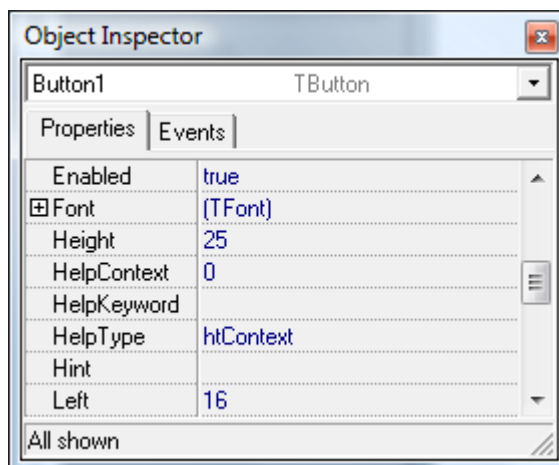 Object Inspector
Button1 TButton
Properties Events
Enabled true
Font (TFont)
Height 25
HelpContext 0
HelpKeyword
HelpType htContext
Hint
Left 16
All shown